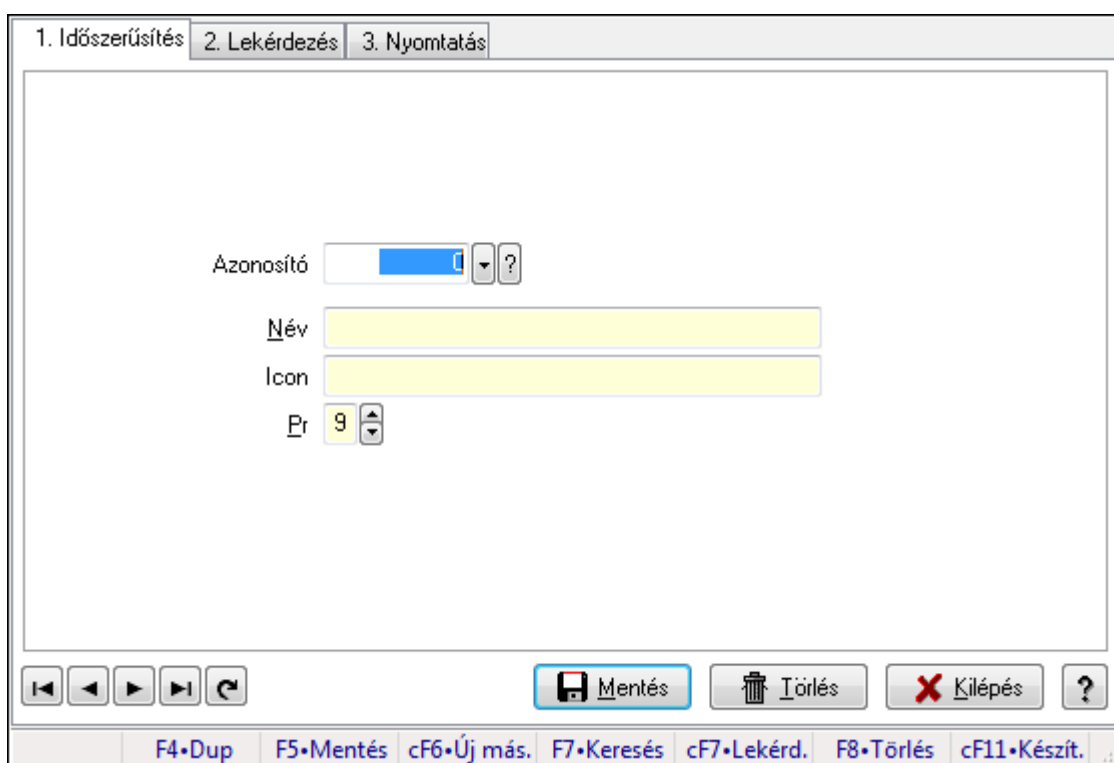 1. Időszerűsítés 2. Lekérdezés 3. Nyomtatás
Azonosító 0 ?
Név
Icon
Pr 9
Mentés Törlés Kilépés ?
F4•Dup F5•Mentés cF6•Új más. F7•Keresés cF7•Lekérd. F8•Törlés cF11•Készít.